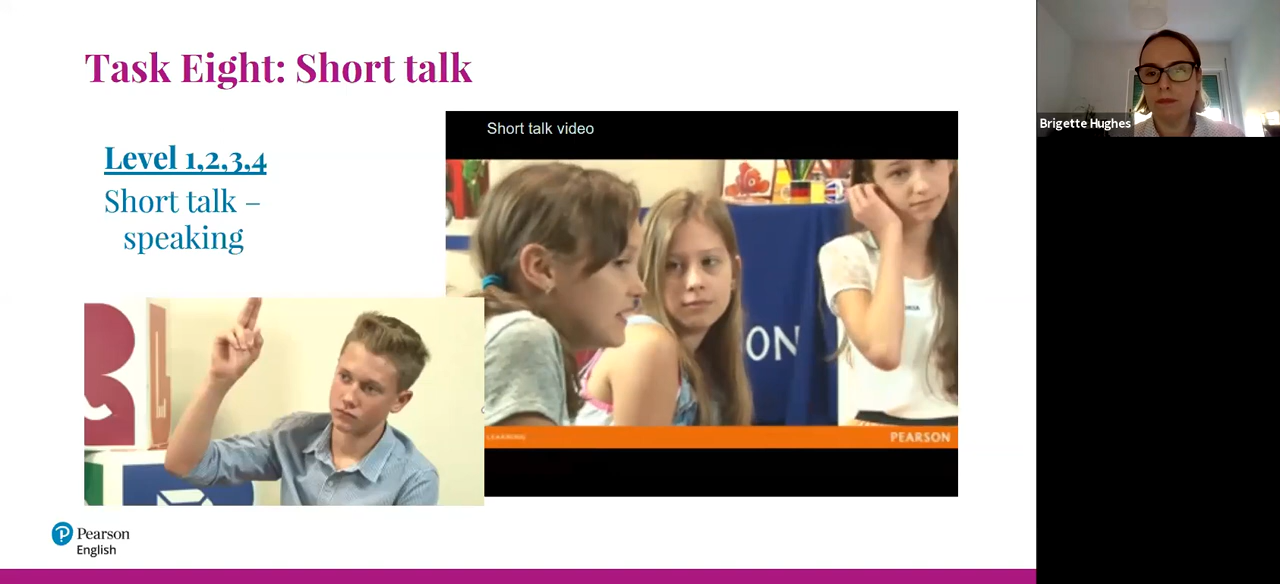 Task Eight: Short talk
Brigette Hughes
Short talk video
Level 1,2,3,4
Short talk –
speaking
ON
LEARNING
PEARSON
Pearson
English